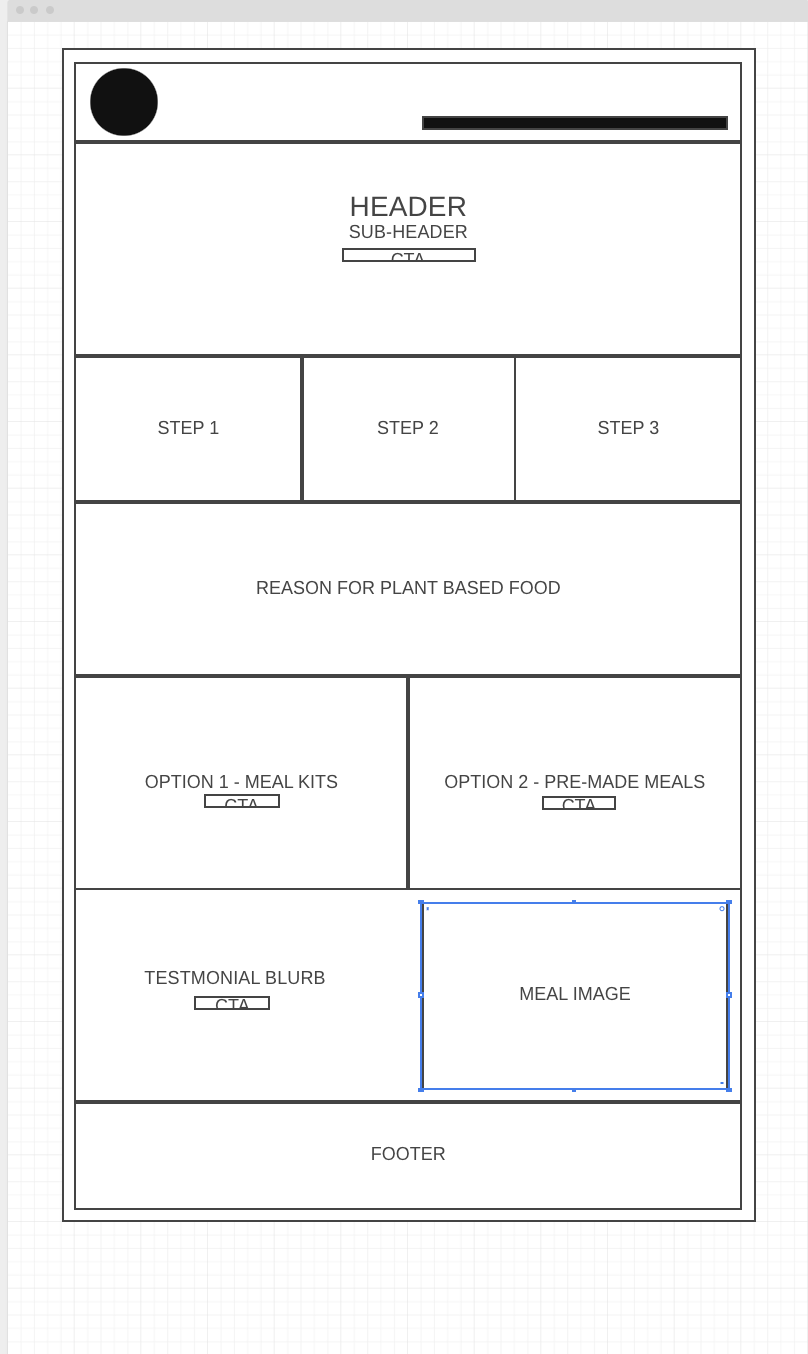 HEADER
SUB-HEADER
CTA
STEP 1
STEP 2
STEP 3
REASON FOR PLANT BASED FOOD
OPTION 1 - MEAL KITS
CTA
OPTION 2 - PRE-MADE MEALS
CTA
TESTMONIAL BLURB
CTA
MEAL IMAGE
FOOTER